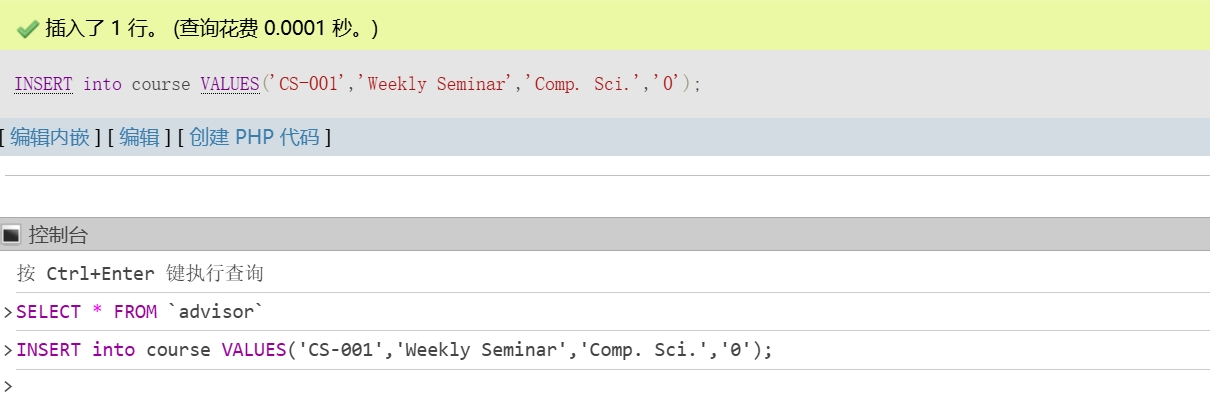 插入了 1 行。 (查询花费 0.0001 秒。)
INSERT into course VALUES('CS-001','Weekly Seminar','Comp. Sci.','0');
[ 编辑内嵌 ] [ 编辑 ] [ 创建 PHP 代码 ]
控制台
按 Ctrl+Enter 键执行查询
>SELECT * FROM `advisor`
>INSERT into course VALUES('CS-001','Weekly Seminar','Comp. Sci.','0');
>